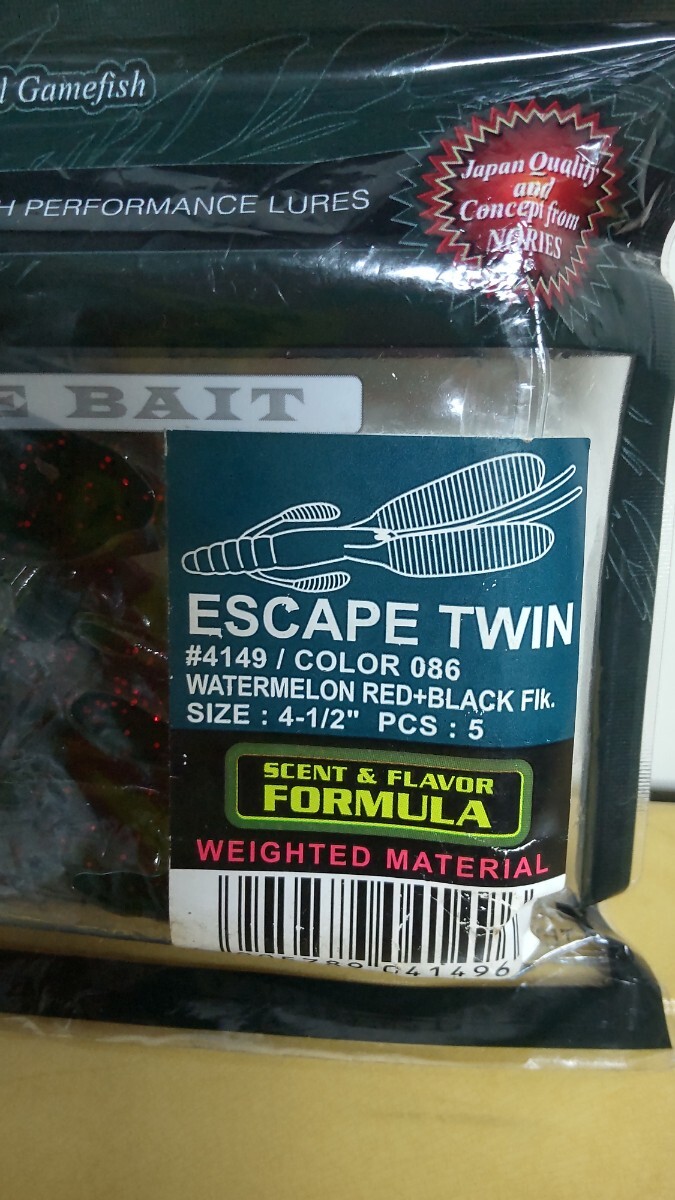 l Gamefish
H PERFORMANCE LURES
Japan Quality
and
Concept from
NORIES
E BAIT
ESCAPE TWIN
#4149 / COLOR 086
WATERMELON RED+BLACK Flk.
SIZE : 4-1/2" PCS : 5
SCENT & FLAVOR
FORMULA
WEIGHTED MATERIAL
041496